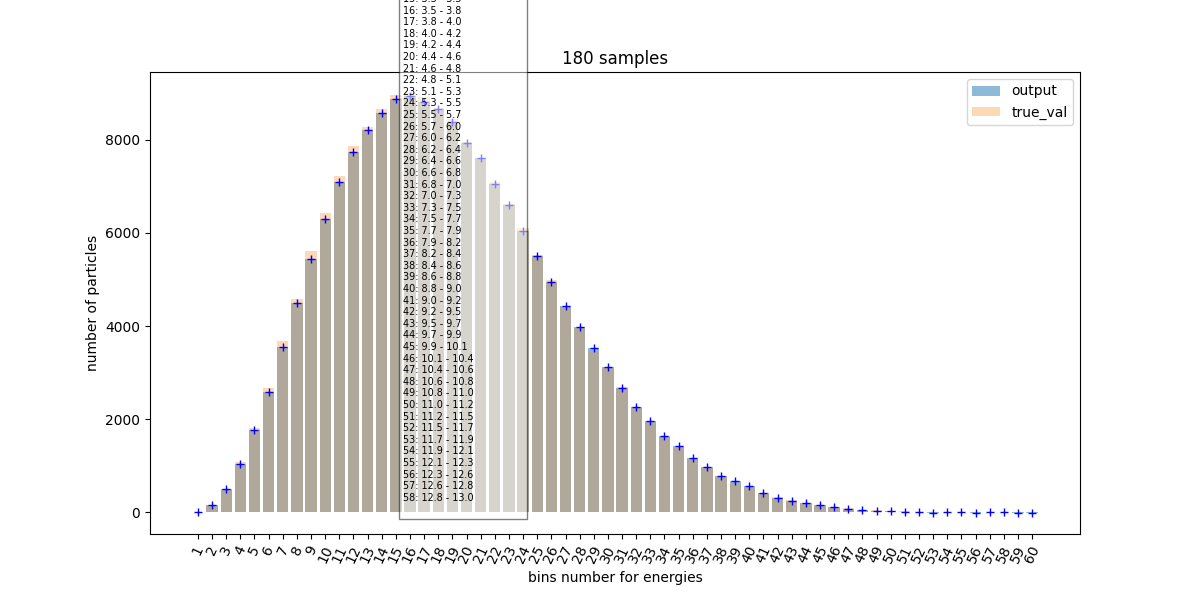 16: 3.5 - 3.8
17: 3.8 - 4.0
18: 4.0 - 4.2
19: 4.2 - 4.4
20: 4.4 - 4.6
180 samples
21: 4.6 - 4.8
22: 4.8 - 5.1
23: 5.1 - 5.3
24: 5.3 - 5.5
25: 5.5 - 5.7
26: 5.7 - 6.0
27: 6.0 - 6.2
28: 6.2 - 6.4
29: 6.4 - 6.6
30: 6.6 - 6.8
31: 6.8 - 7.0
32: 7.0 - 7.3
33: 7.3 - 7.5
34: 7.5 - 7.7
35: 7.7 - 7.9
36: 7.9 - 8.2
37: 8.2 - 8.4
38: 8.4 - 8.6
39: 8.6 - 8.8
40: 8.8 - 9.0
41: 9.0 - 9.2
42: 9.2 - 9.5
43: 9.5 - 9.7
44: 9.7 - 9.9
45: 9.9 - 10.1
46: 10.1 - 10.4
47: 10.4 - 10.6
48: 10.6 - 10.8
49: 10.8 - 11.0
50: 11.0 - 11.2
51: 11.2 - 11.5
52: 11.5 - 11.7
53: 11.7 - 11.9
54: 11.9 - 12.1
55: 12.1 - 12.3
56: 12.3 - 12.6
57: 12.6 - 12.8
58: 12.8 - 13.0
output
true_val
number of particles
8000
6000
4000
2000
0
1 2 3 4 5 6 7 8 9 10 11 12 13 14 15 16 17 18 19 20 21 22 23 24 25 26 27 28 29 30 31 32 33 34 35 36 37 38 39 40 41 42 43 44 45 46 47 48 49 50 51 52 53 54 55 56 57 58 59 60
bins number for energies